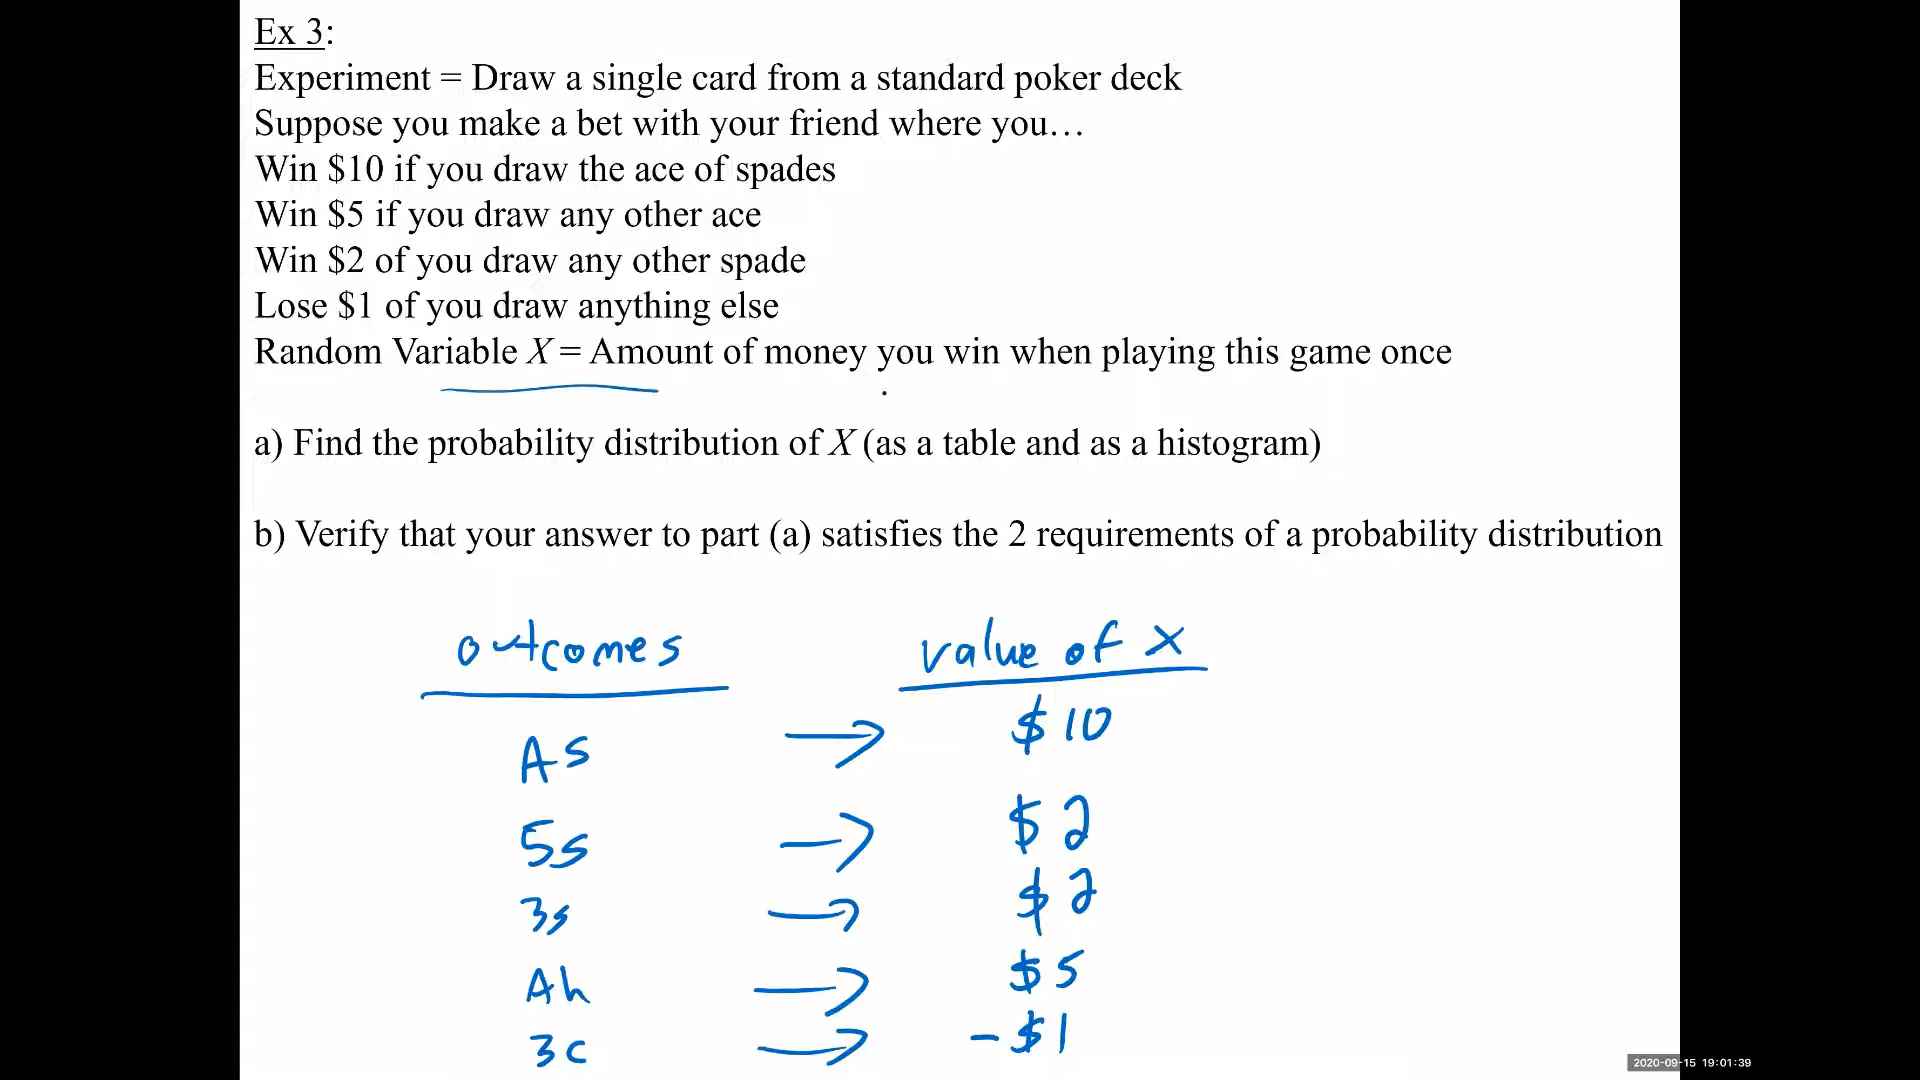 Ex 3:
Experiment = Draw a single card from a standard poker deck
Suppose you make a bet with your friend where you…
Win $10 if you draw the ace of spades
Win $5 if you draw any other ace
Win $2 of you draw any other spade
Lose $1 of you draw anything else
Random Variable X = Amount of money you win when playing this game once
a) Find the probability distribution of X (as a table and as a histogram)
b) Verify that your answer to part (a) satisfies the 2 requirements of a probability distribution
outcomes value of X
As → $10
5s → $2
3s → $2
Ah → $5
3c → -$1
2020-09-15 19:01:39